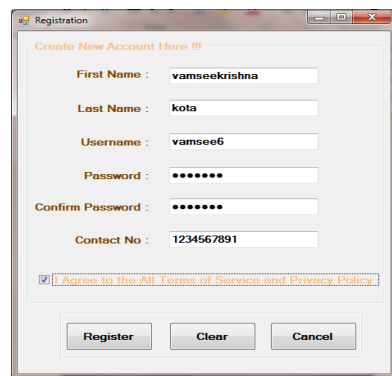 Registration
Create New Account Here !!!
First Name : vamseekrishna
Last Name : kota
Username : vamsee6
Password : •••••••
Confirm Password : •••••••
Contact No : 1234567891
I Agree to the All Terms of Service and Privacy Policy
Register Clear Cancel